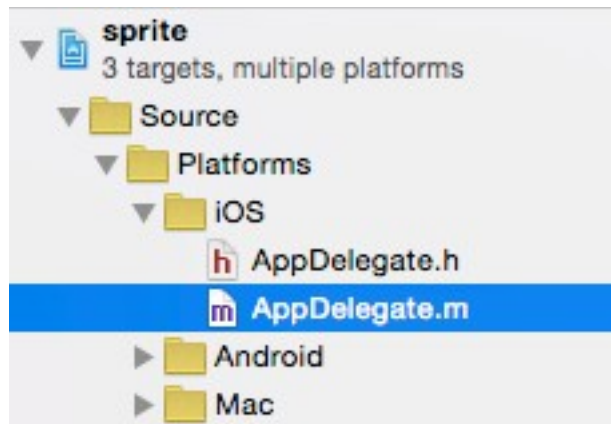 sprite
3 targets, multiple platforms
Source
Platforms
iOS
h AppDelegate.h
m AppDelegate.m
Android
Mac